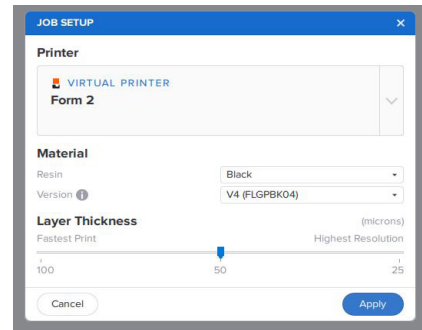 JOB SETUP
Printer
VIRTUAL PRINTER
Form 2
Material
Resin Black
Version V4 (FLGPBK04)
Layer Thickness (microns)
Fastest Print Highest Resolution
100 50 25
Cancel Apply